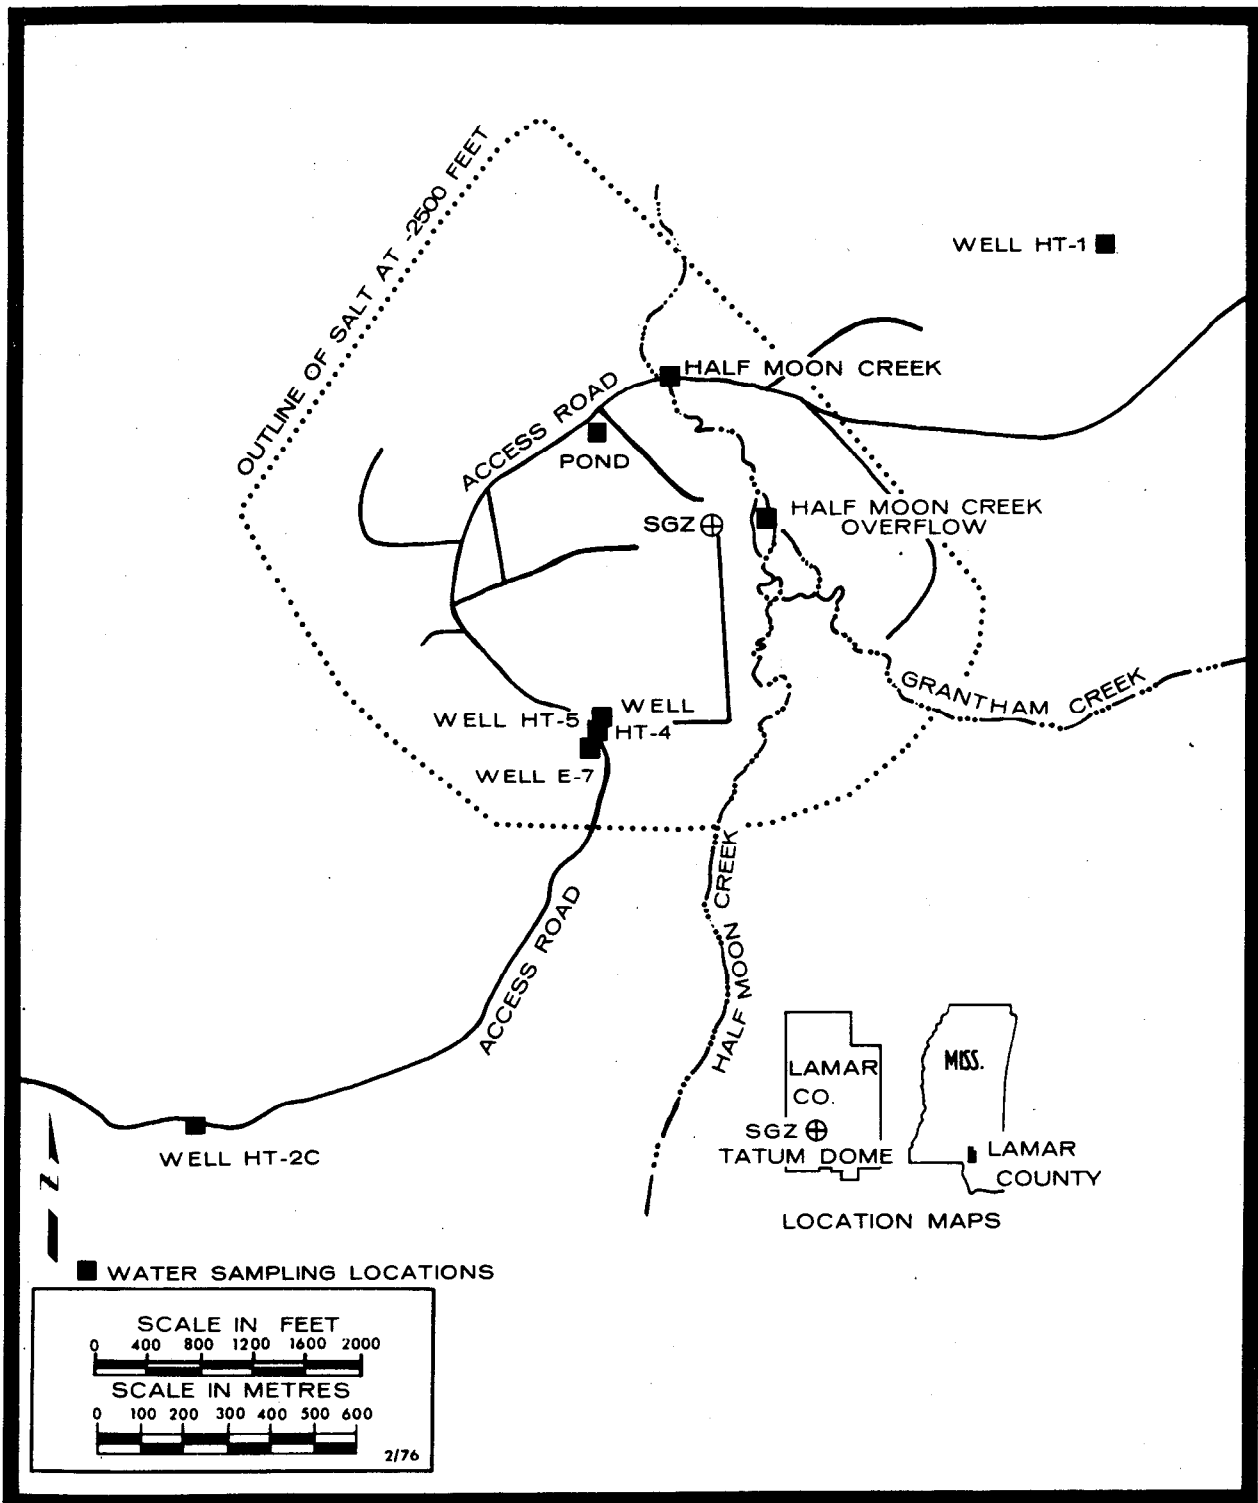 OUTLINE OF SALT AT -2500 FEET
WELL HT-1
HALF MOON CREEK
ACCESS ROAD
POND
SGZ
HALF MOON CREEK
OVERFLOW
GRANTHAM CREEK
WELL HT-5
WELL
HT-4
WELL E-7
HALF MOON CREEK
ACCESS ROAD
WELL HT-2C
N
LAMAR
CO.
SGZ
TATUM DOME
MISS.
LAMAR
COUNTY
LOCATION MAPS
WATER SAMPLING LOCATIONS
SCALE IN FEET
0 400 800 1200 1600 2000
SCALE IN METRES
0 100 200 300 400 500 600
2/76